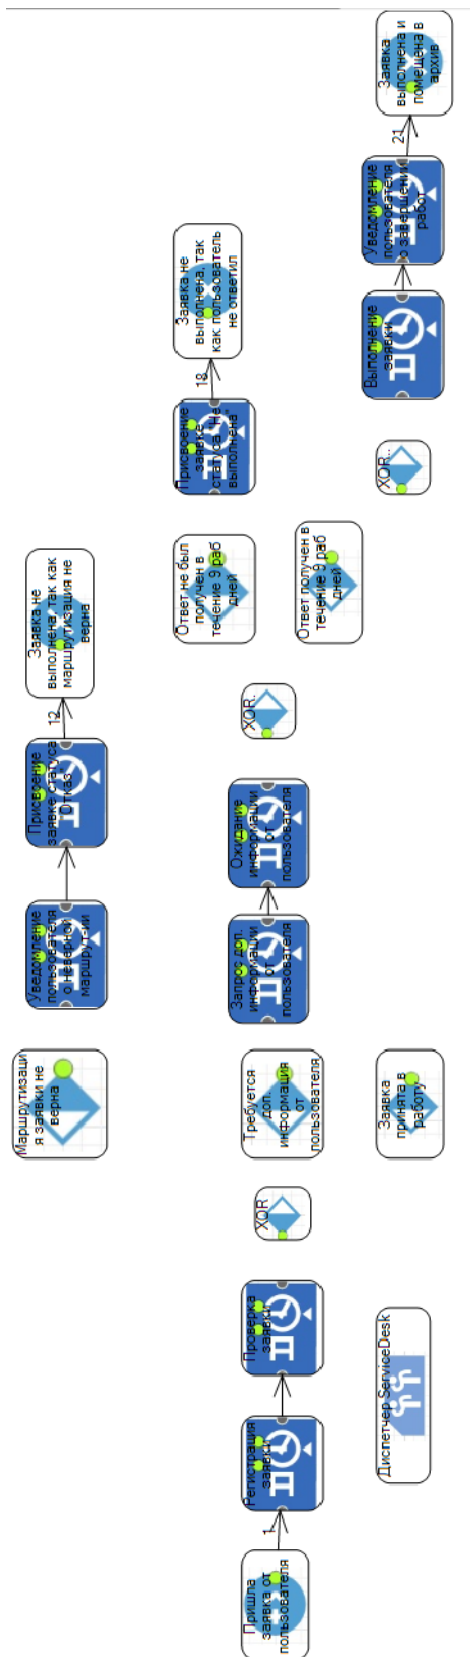 Пришла
заявка от
пользователя
1
Регистрация
заявки
Проверка
заявки
Диспетчер ServiceDesk
XOR
Маршрутизаци
я заявки не
верна
Требуется
доп.
информация
от
пользователя
Заявка
принята в
работу
Уведомление
пользователя
о неверной
маршрут-ии
Присвоение
заявке статуса
"Отказ"
12
Заявка не
выполнена, так как
маршрутизация не
верна
Запрос доп.
информации
от
пользователя
Ожидание
информации
от
пользователя
XOR.
Ответ не был
получен в
течение 9 раб
дней
Ответ получен в
течение 9 раб
дней
Присвоение
заявке
статуса "Не
выполнена"
18
Заявка не
выполнена, так
как пользователь
не ответил
XOR..
Выполнение
заявки
Уведомление
пользователя
о завершении
работ
21
Заявка
выполнена и
помещена в
архив